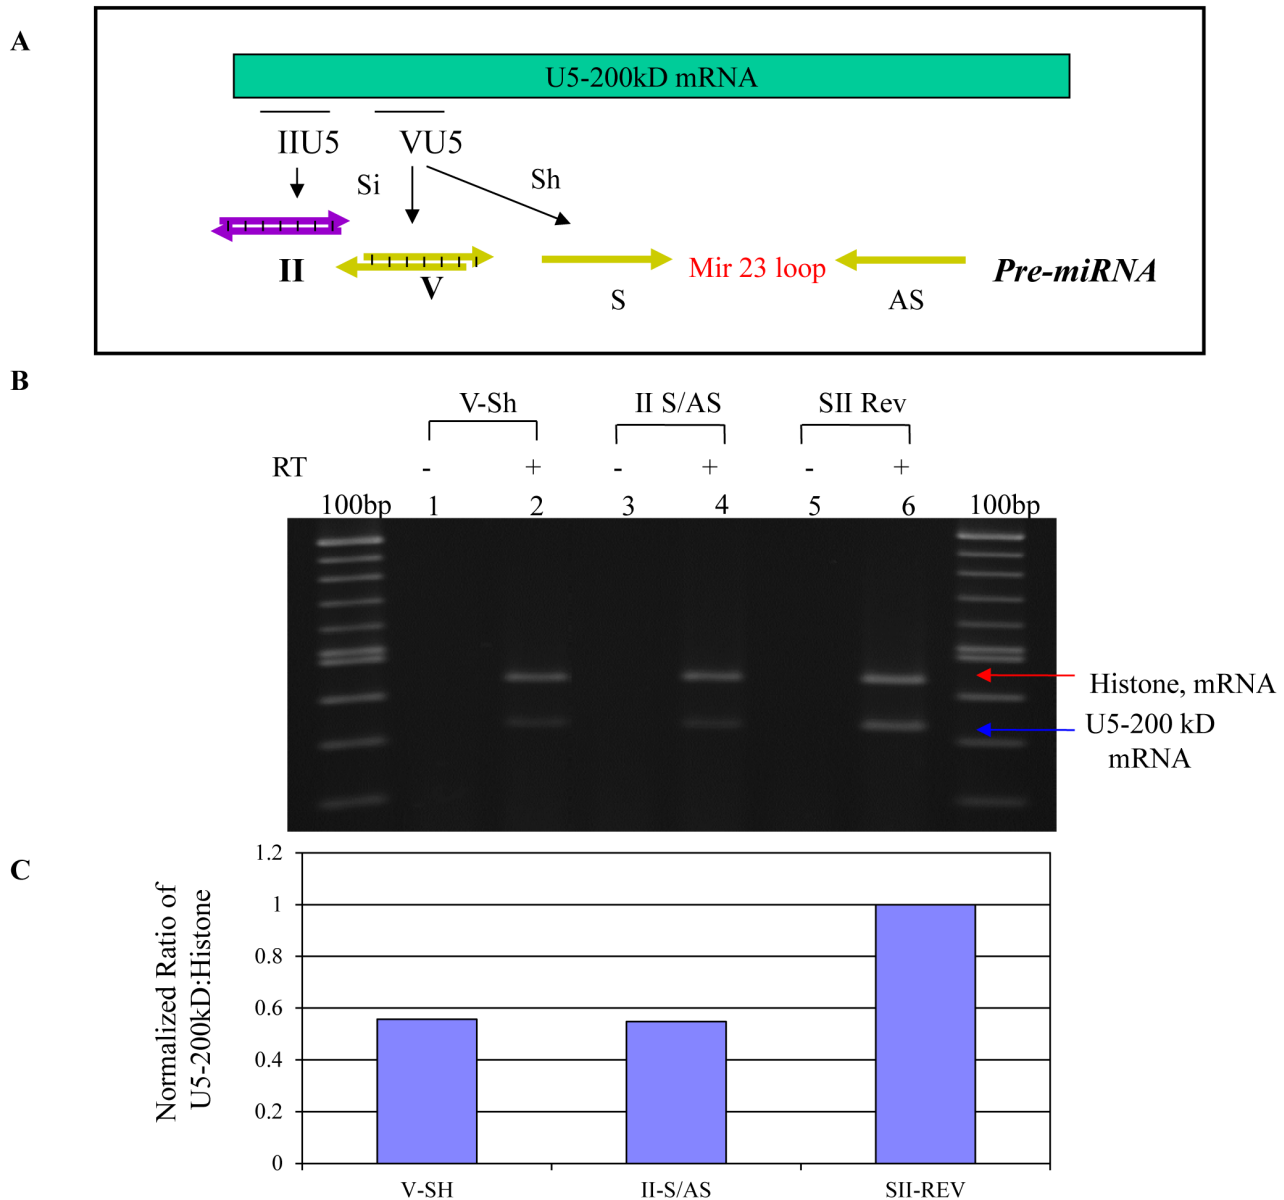 A
U5-200kD mRNA
IIU5
VU5
Si
Sh
II
V
S
Mir 23 loop
AS
Pre-miRNA
B
V-Sh
II S/AS
SII Rev
RT
-
+
-
+
-
+
100bp
1
2
3
4
5
6
100bp
Histone, mRNA
U5-200 kD
mRNA
C
Normalized Ratio of
U5-200kD:Histone
1.2
1
0.8
0.6
0.4
0.2
0
V-SH
II-S/AS
SII-REV